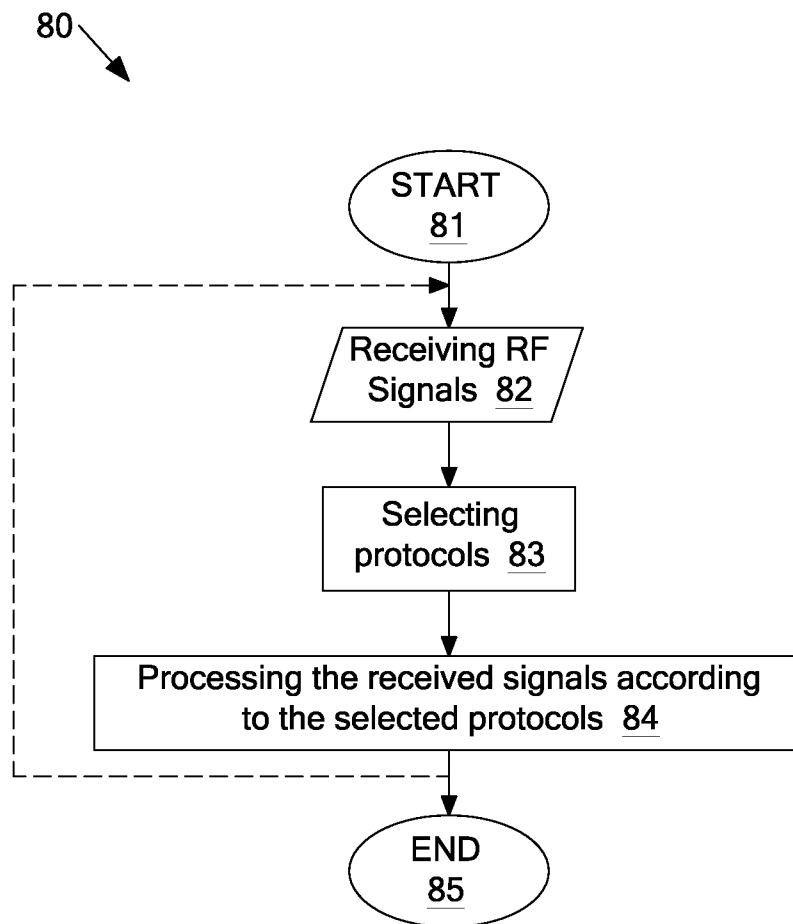 80
START
81
Receiving RF
Signals 82
Selecting
protocols 83
Processing the received signals according
to the selected protocols 84
END
85